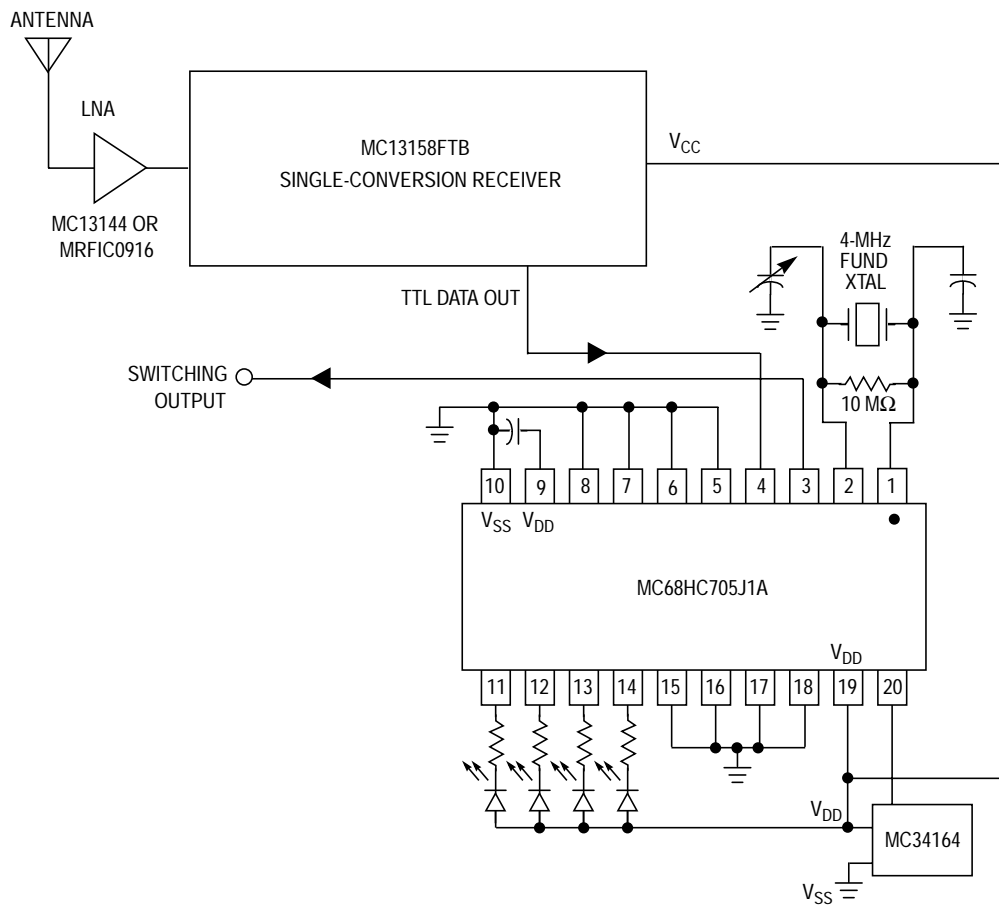 ANTENNA
LNA
MC13144 OR
MRFIC0916
MC13158FTB
SINGLE-CONVERSION RECEIVER
VCC
TTL DATA OUT
4-MHz
FUND
XTAL
10 MΩ
SWITCHING
OUTPUT
10 9 8 7 6 5 4 3 2 1
VSS VDD
MC68HC705J1A
VDD
11 12 13 14 15 16 17 18 19 20
VDD
MC34164
VSS